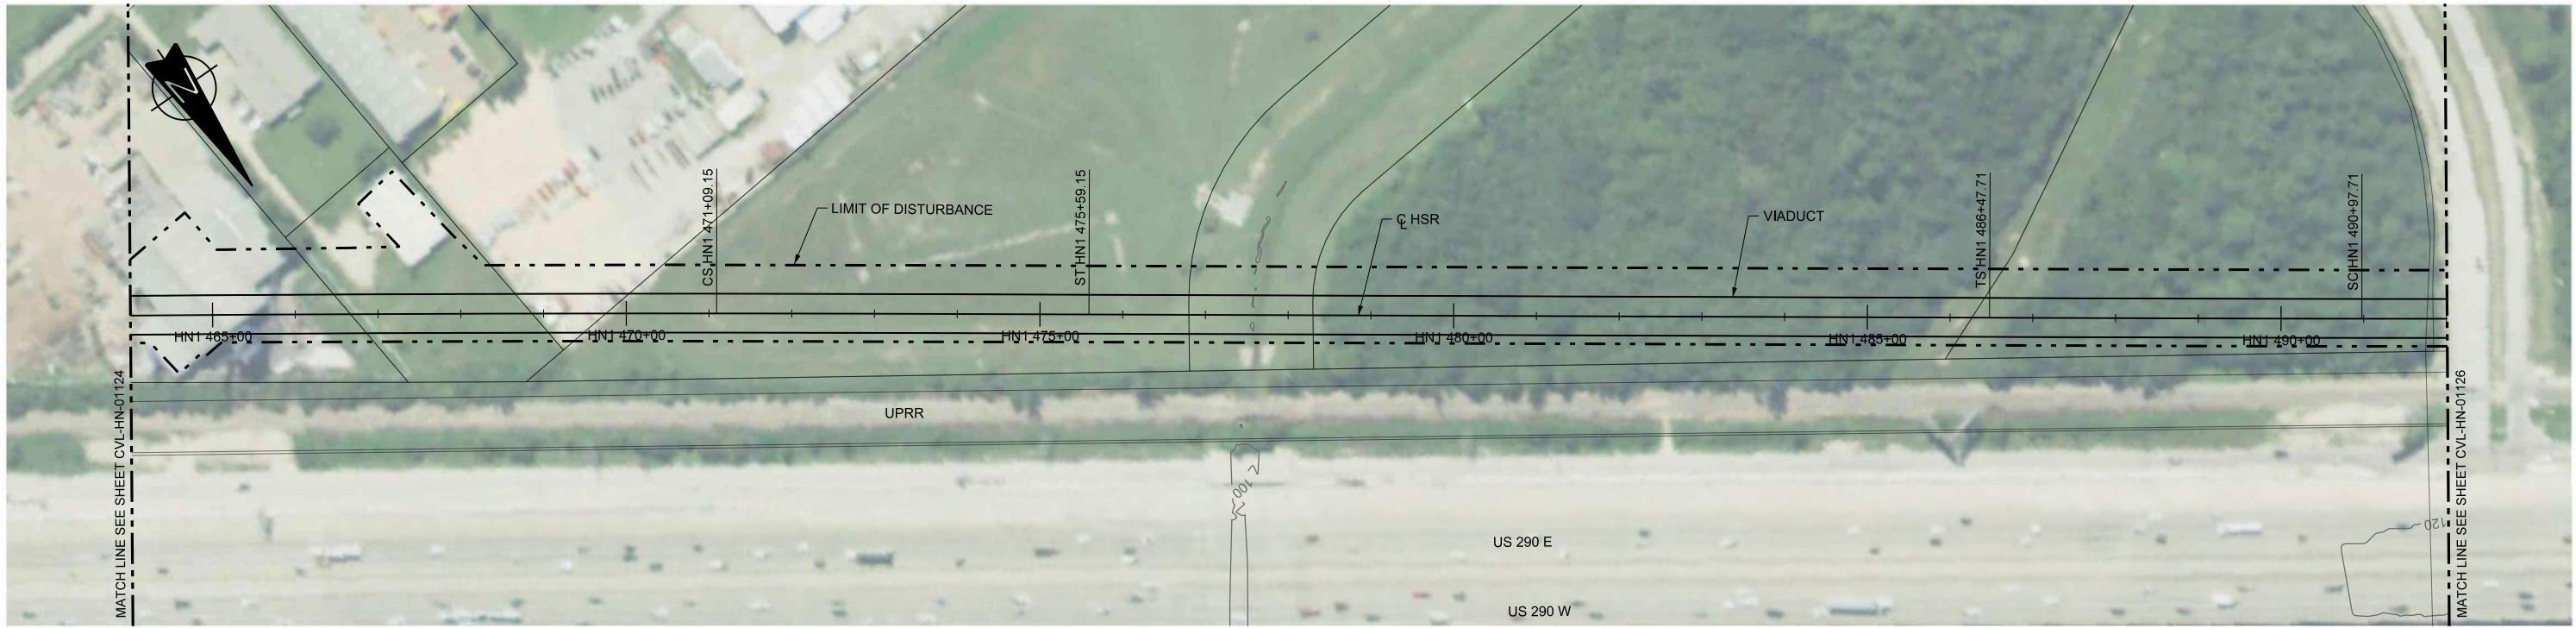 N
LIMIT OF DISTURBANCE
CS HN1 471+09.15
ST HN1 475+59.15
℄ HSR
VIADUCT
TS HN1 486+47.71
SC HN1 490+97.71
HN1 465+00
HN1 470+00
HN1 475+00
HN1 480+00
HN1 485+00
HN1 490+00
UPRR
100
120
US 290 E
US 290 W
MATCH LINE SEE SHEET CVL-HN-01124
MATCH LINE SEE SHEET CVL-HN-01126